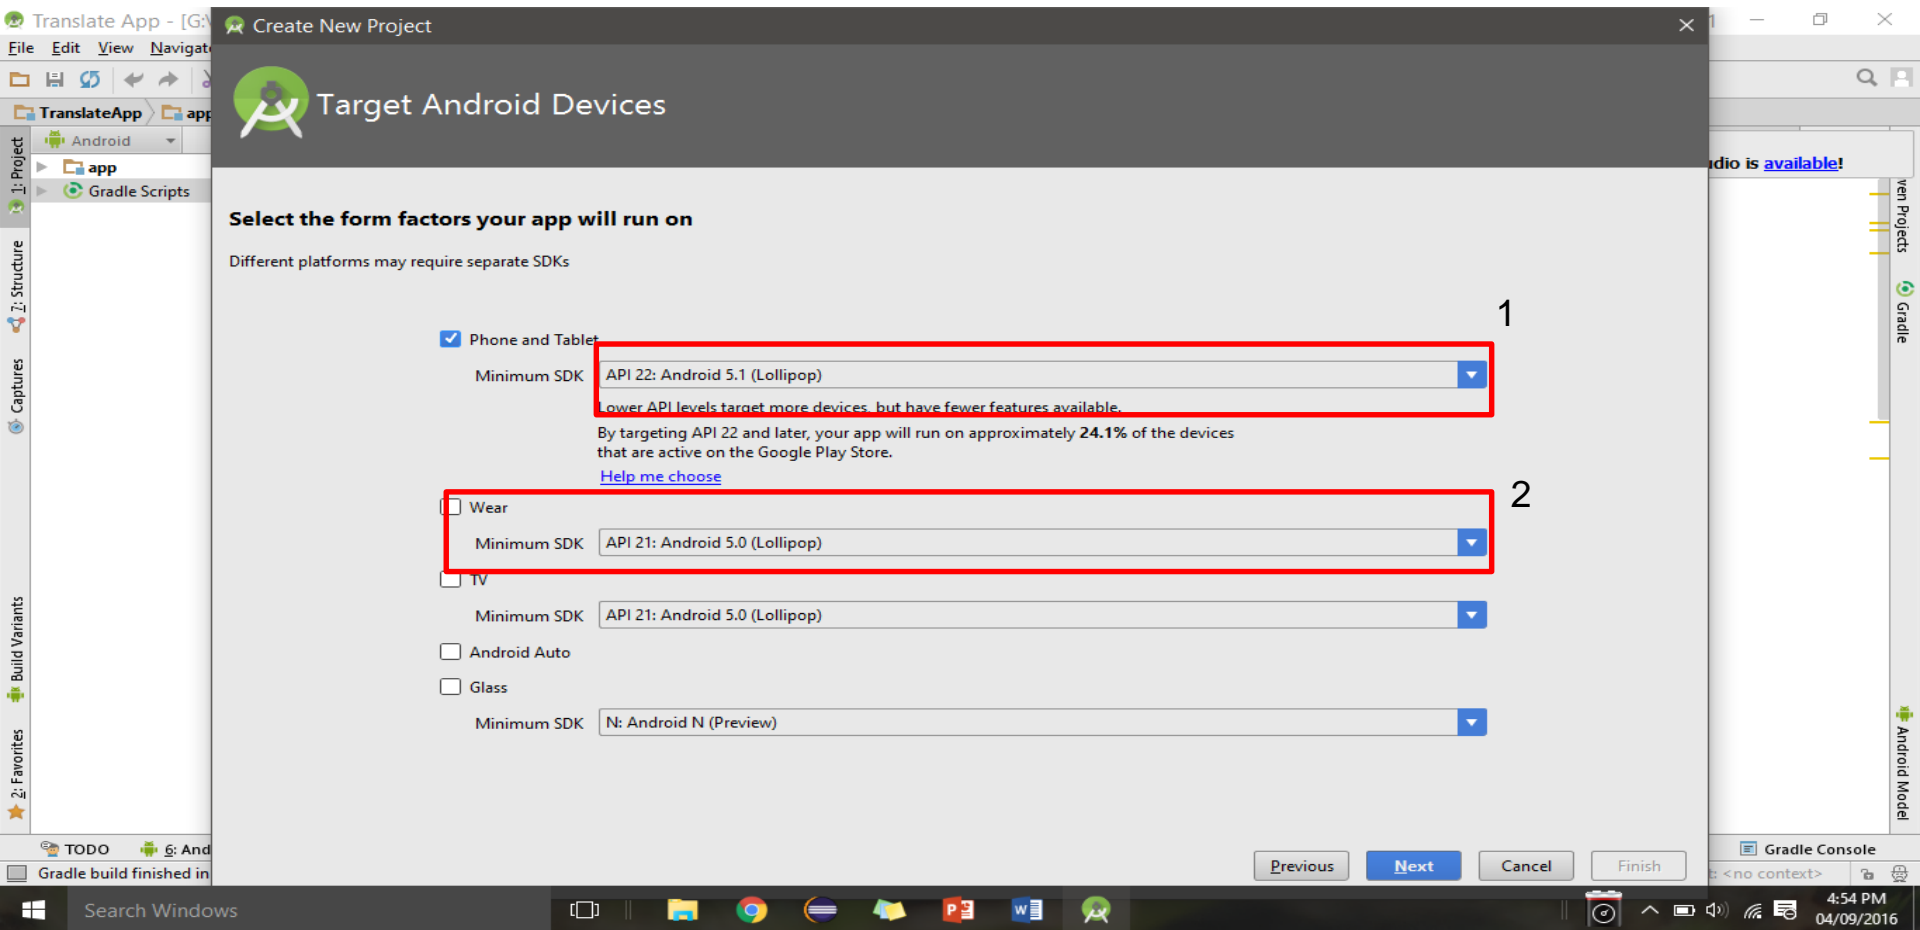 Translate App - [G:\
Create New Project
File Edit View Navigat
Target Android Devices
TranslateApp app
Android
app
Gradle Scripts
1: Project
7: Structure
Captures
Build Variants
2: Favorites
Select the form factors your app will run on
Different platforms may require separate SDKs
1
Phone and Tablet
Minimum SDK API 22: Android 5.1 (Lollipop)
Lower API levels target more devices, but have fewer features available.
By targeting API 22 and later, your app will run on approximately 24.1% of the devices
that are active on the Google Play Store.
Help me choose
2
Wear
Minimum SDK API 21: Android 5.0 (Lollipop)
TV
Minimum SDK API 21: Android 5.0 (Lollipop)
Android Auto
Glass
Minimum SDK N: Android N (Preview)
Previous Next Cancel Finish
dio is available!
ven Projects
Gradle
Android Model
TODO 6: And
Gradle Console
Gradle build finished in
t: <no context>
Search Windows
P
W
4:54 PM
04/09/2016